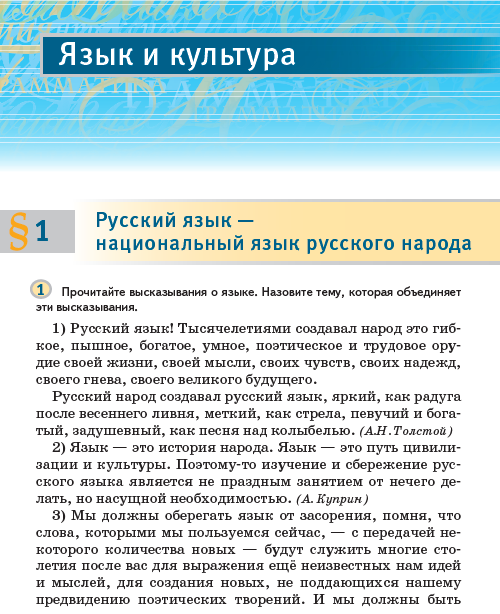 Язык и культура
§ 1
Русский язык —
национальный язык русского народа
1 Прочитайте высказывания о языке. Назовите тему, которая объединяет
эти высказывания.
1) Русский язык! Тысячелетиями создавал народ это гиб-
кое, пышное, богатое, умное, поэтическое и трудовое ору-
дие своей жизни, своей мысли, своих чувств, своих надежд,
своего гнева, своего великого будущего.
Русский народ создавал русский язык, яркий, как радуга
после весеннего ливня, меткий, как стрела, певучий и бога-
тый, задушевный, как песня над колыбелью. (А.Н.Толстой)
2) Язык — это история народа. Язык — это путь цивили-
зации и культуры. Поэтому-то изучение и сбережение рус-
ского языка является не праздным занятием от нечего де-
лать, но насущной необходимостью. (А. Куприн)
3) Мы должны оберегать язык от засорения, помня, что
слова, которыми мы пользуемся сейчас, — с передачей не-
которого количества новых — будут служить многие сто-
летия после вас для выражения ещё неизвестных нам идей
и мыслей, для создания новых, не поддающихся нашему
предвидению поэтических творений. И мы должны быть